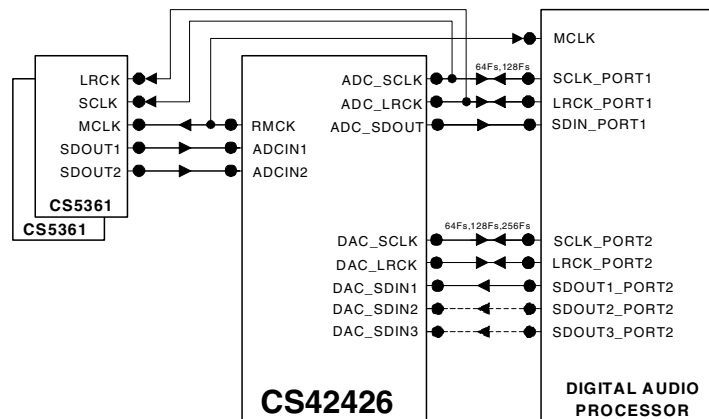 LRCK
SCLK
MCLK
SDOUT1
SDOUT2
CS5361
CS5361
RMCK
ADCIN1
ADCIN2
ADC_SCLK
ADC_LRCK
ADC_SDOUT
DAC_SCLK
DAC_LRCK
DAC_SDIN1
DAC_SDIN2
DAC_SDIN3
CS42426
64Fs,128Fs
64Fs,128Fs,256Fs
MCLK
SCLK_PORT1
LRCK_PORT1
SDIN_PORT1
SCLK_PORT2
LRCK_PORT2
SDOUT1_PORT2
SDOUT2_PORT2
SDOUT3_PORT2
DIGITAL AUDIO
PROCESSOR